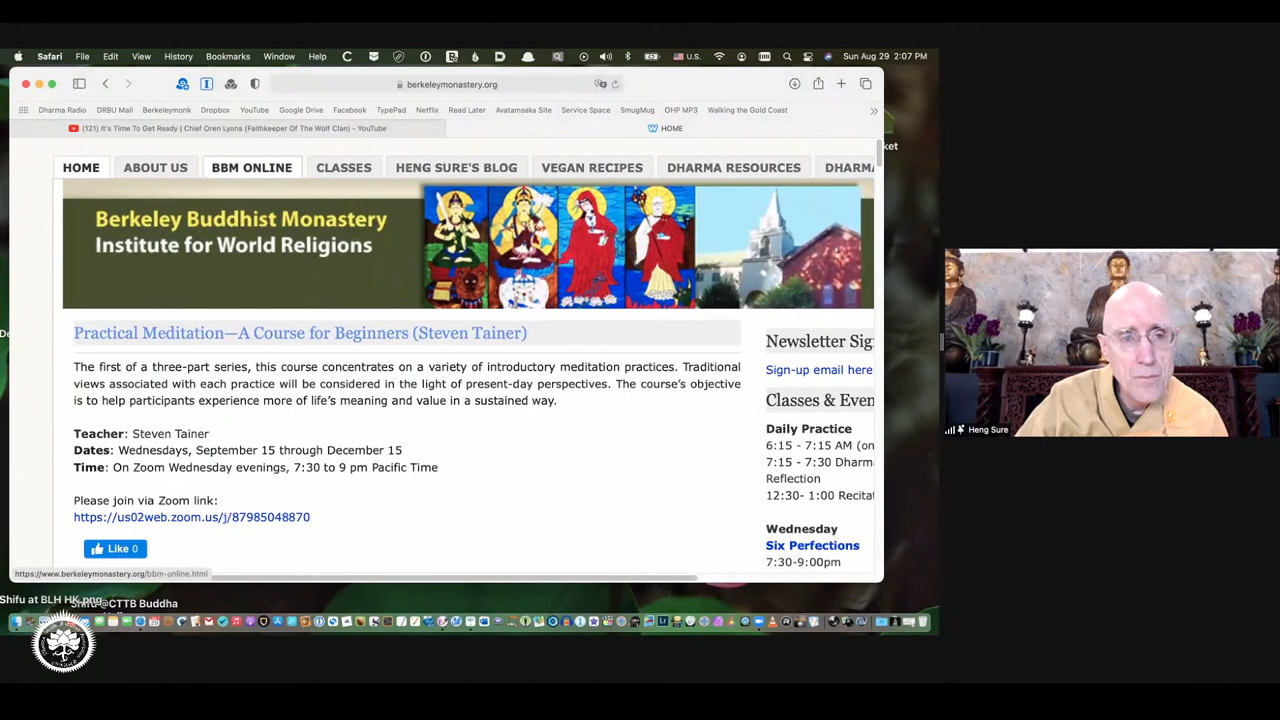 Safari File Edit View History Bookmarks Window Help U.S. Sun Aug 29 2:07 PM
berkeleymonastery.org
Dharma Radio DRBU Mail Berkeleymonk Dropbox YouTube Google Drive Facebook TypePad Netflix Read Later Avatamsaka Site Service Space SmugMug OHP MP3 Walking the Gold Coast
(121) It's Time To Get Ready | Chief Oren Lyons (Faithkeeper Of The Wolf Clan) - YouTube HOME
ket
HOME ABOUT US BBM ONLINE CLASSES HENG SURE'S BLOG VEGAN RECIPES DHARMA RESOURCES DHARMA
Berkeley Buddhist Monastery
Institute for World Religions
Practical Meditation—A Course for Beginners (Steven Tainer)
The first of a three-part series, this course concentrates on a variety of introductory meditation practices. Traditional
views associated with each practice will be considered in the light of present-day perspectives. The course's objective
is to help participants experience more of life's meaning and value in a sustained way.
Teacher: Steven Tainer
Dates: Wednesdays, September 15 through December 15
Time: On Zoom Wednesday evenings, 7:30 to 9 pm Pacific Time
Please join via Zoom link:
https://us02web.zoom.us/j/87985048870
Like 0
https://www.berkeleymonastery.org/bbm-online.html
Newsletter Sig
Sign-up email here
Classes & Even
Daily Practice
6:15 - 7:15 AM (on
7:15 - 7:30 Dharm
Reflection
12:30- 1:00 Recitat
Wednesday
Six Perfections
7:30-9:00pm
Heng Sure
Shifu at BLH HK.png
Shifu @CTTB Buddha